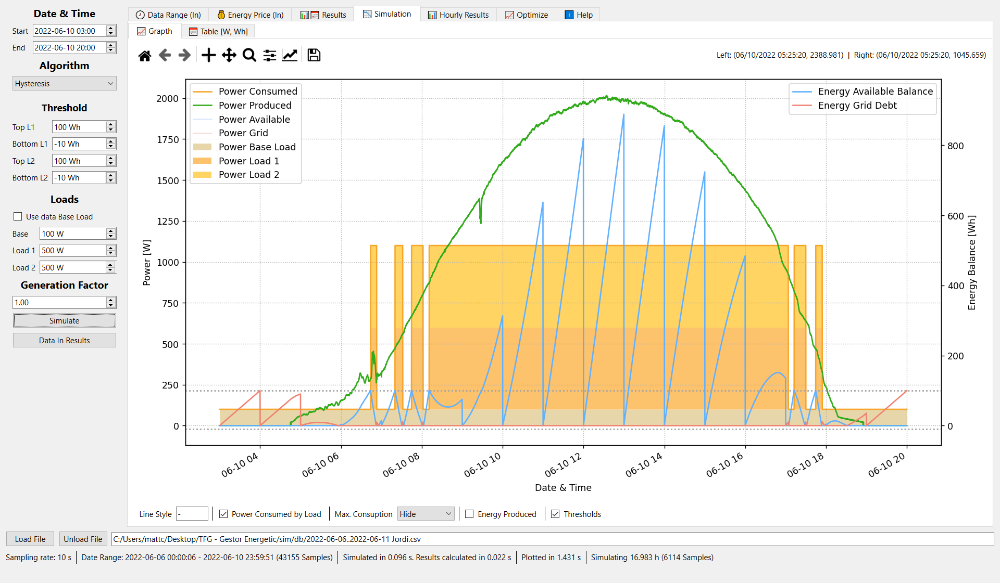 Date & Time
Start 2022-06-10 03:00
End 2022-06-10 20:00
Algorithm
Hysteresis
Threshold
Top L1 100 Wh
Bottom L1 -10 Wh
Top L2 100 Wh
Bottom L2 -10 Wh
Loads
Use data Base Load
Base 100 W
Load 1 500 W
Load 2 500 W
Generation Factor
1.00
Simulate
Data In Results
Data Range (In) Energy Price (In) Results Simulation Hourly Results Optimize Help
Graph Table [W, Wh]
Left: (06/10/2022 05:25:20, 2388.981) | Right: (06/10/2022 05:25:20, 1045.659)
Power Consumed
Power Produced
Power Available
Power Grid
Power Base Load
Power Load 1
Power Load 2
Energy Available Balance
Energy Grid Debt
Power [W]
2000
1750
1500
1250
1000
750
500
250
0
800
600
400
200
0
Energy Balance [Wh]
06-10 04 06-10 06 06-10 08 06-10 10 06-10 12 06-10 14 06-10 16 06-10 18 06-10 20
Date & Time
Line Style - Power Consumed by Load Max. Consuption Hide Energy Produced Thresholds
Load File Unload File C:/Users/mattc/Desktop/TFG - Gestor Energetic/sim/db/2022-06-06..2022-06-11 Jordi.csv
Sampling rate: 10 s Date Range: 2022-06-06 00:00:06 - 2022-06-10 23:59:51 (43155 Samples) Simulated in 0.096 s. Results calculated in 0.022 s Plotted in 1.431 s Simulating 16.983 h (6114 Samples)